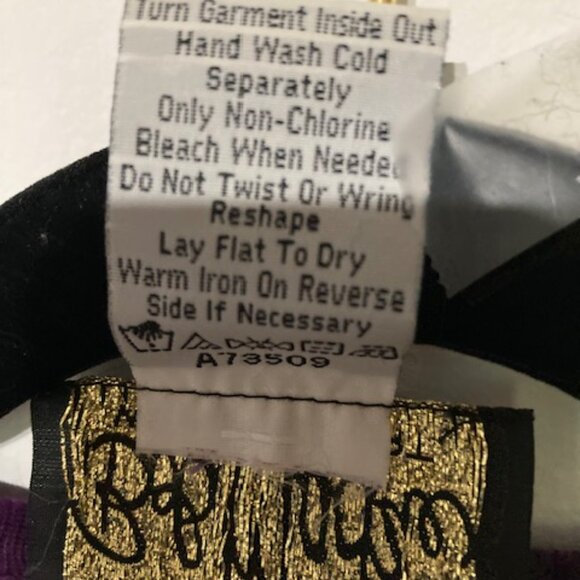 Turn Garment Inside Out
Hand Wash Cold
Separately
Only Non-Chlorine
Bleach When Needed
Do Not Twist Or Wring
Reshape
Lay Flat To Dry
Warm Iron On Reverse
Side If Necessary
A73509